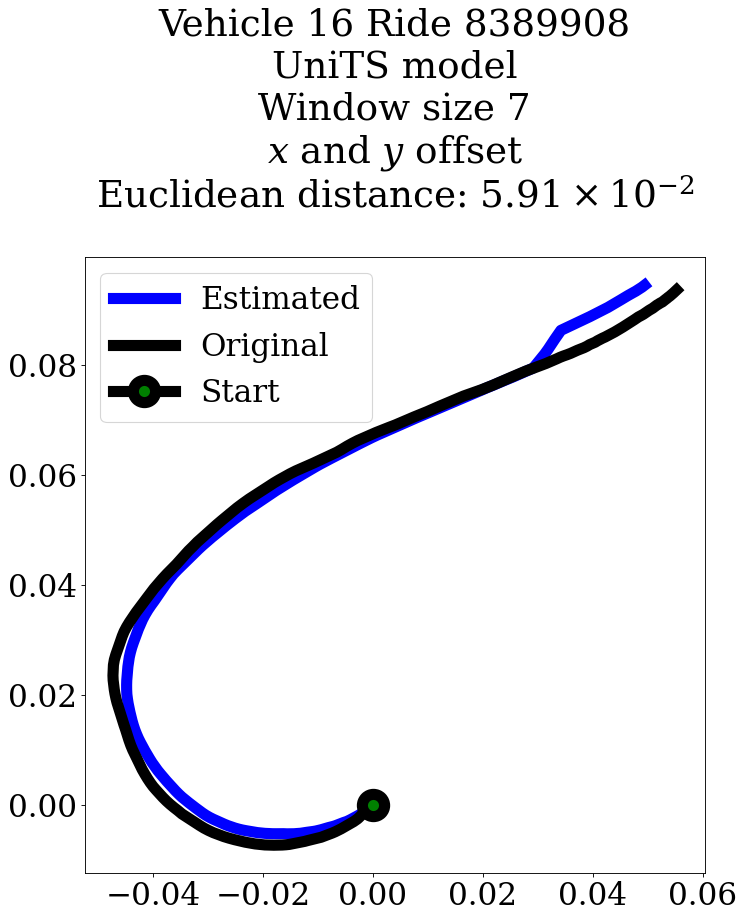 Vehicle 16 Ride 8389908
UniTS model
Window size 7
x and y offset
Euclidean distance: 5.91 × 10⁻²
Estimated
Original
Start
0.08
0.06
0.04
0.02
0.00
−0.04 −0.02 0.00 0.02 0.04 0.06